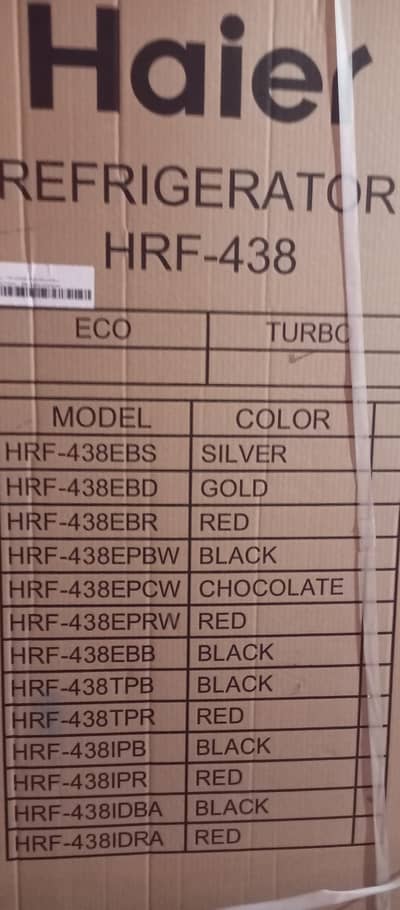 Haier
REFRIGERATOR
HRF-438
ECO TURBO
MODEL COLOR
HRF-438EBS SILVER
HRF-438EBD GOLD
HRF-438EBR RED
HRF-438EPBW BLACK
HRF-438EPCW CHOCOLATE
HRF-438EPRW RED
HRF-438EBB BLACK
HRF-438TPB BLACK
HRF-438TPR RED
HRF-438IPB BLACK
HRF-438IPR RED
HRF-438IDBA BLACK
HRF-438IDRA RED